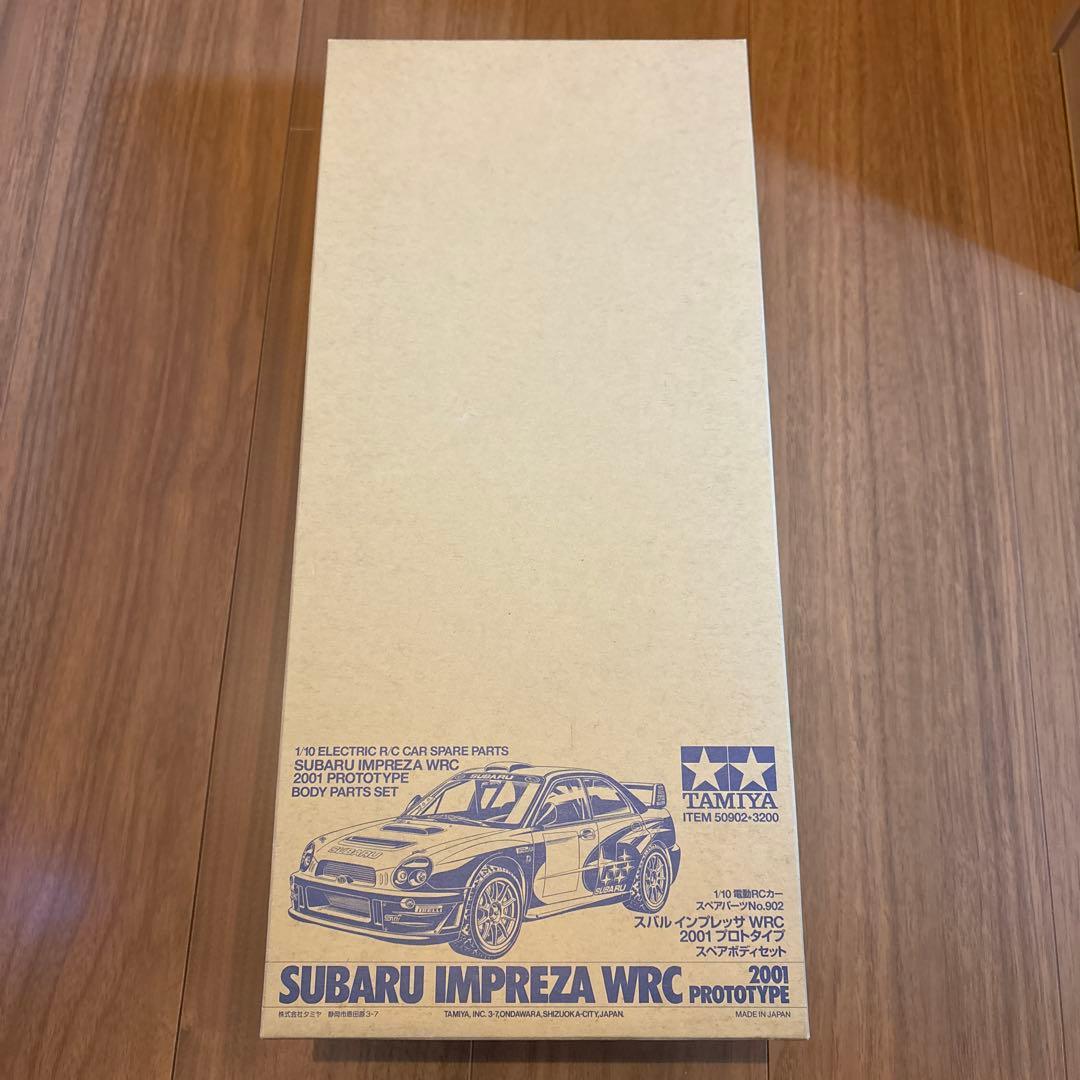 1/10 ELECTRIC R/C CAR SPARE PARTS
SUBARU IMPREZA WRC
2001 PROTOTYPE
BODY PARTS SET
TAMIYA
ITEM 50902★3200
SUBARU
SUBARU
PIRELLI
SUBARU
1/10 電動RCカー
スペアパーツNo.902
スバル インプレッサ WRC
2001 プロトタイプ
スペアボディセット
SUBARU IMPREZA WRC 2001 PROTOTYPE
株式会社タミヤ 静岡市恩田原3-7
TAMIYA, INC. 3-7,ONDAWARA,SHIZUOKA-CITY,JAPAN.
MADE IN JAPAN